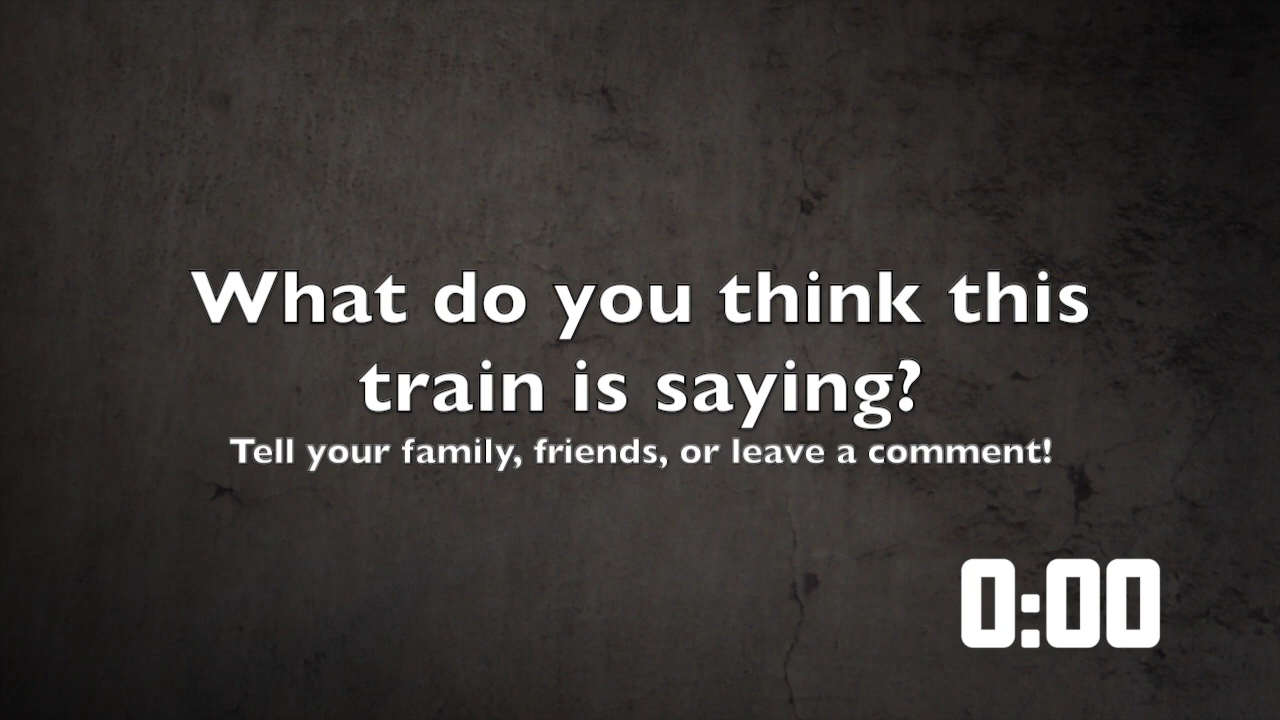 What do you think this
train is saying?
Tell your family, friends, or leave a comment!
0:00